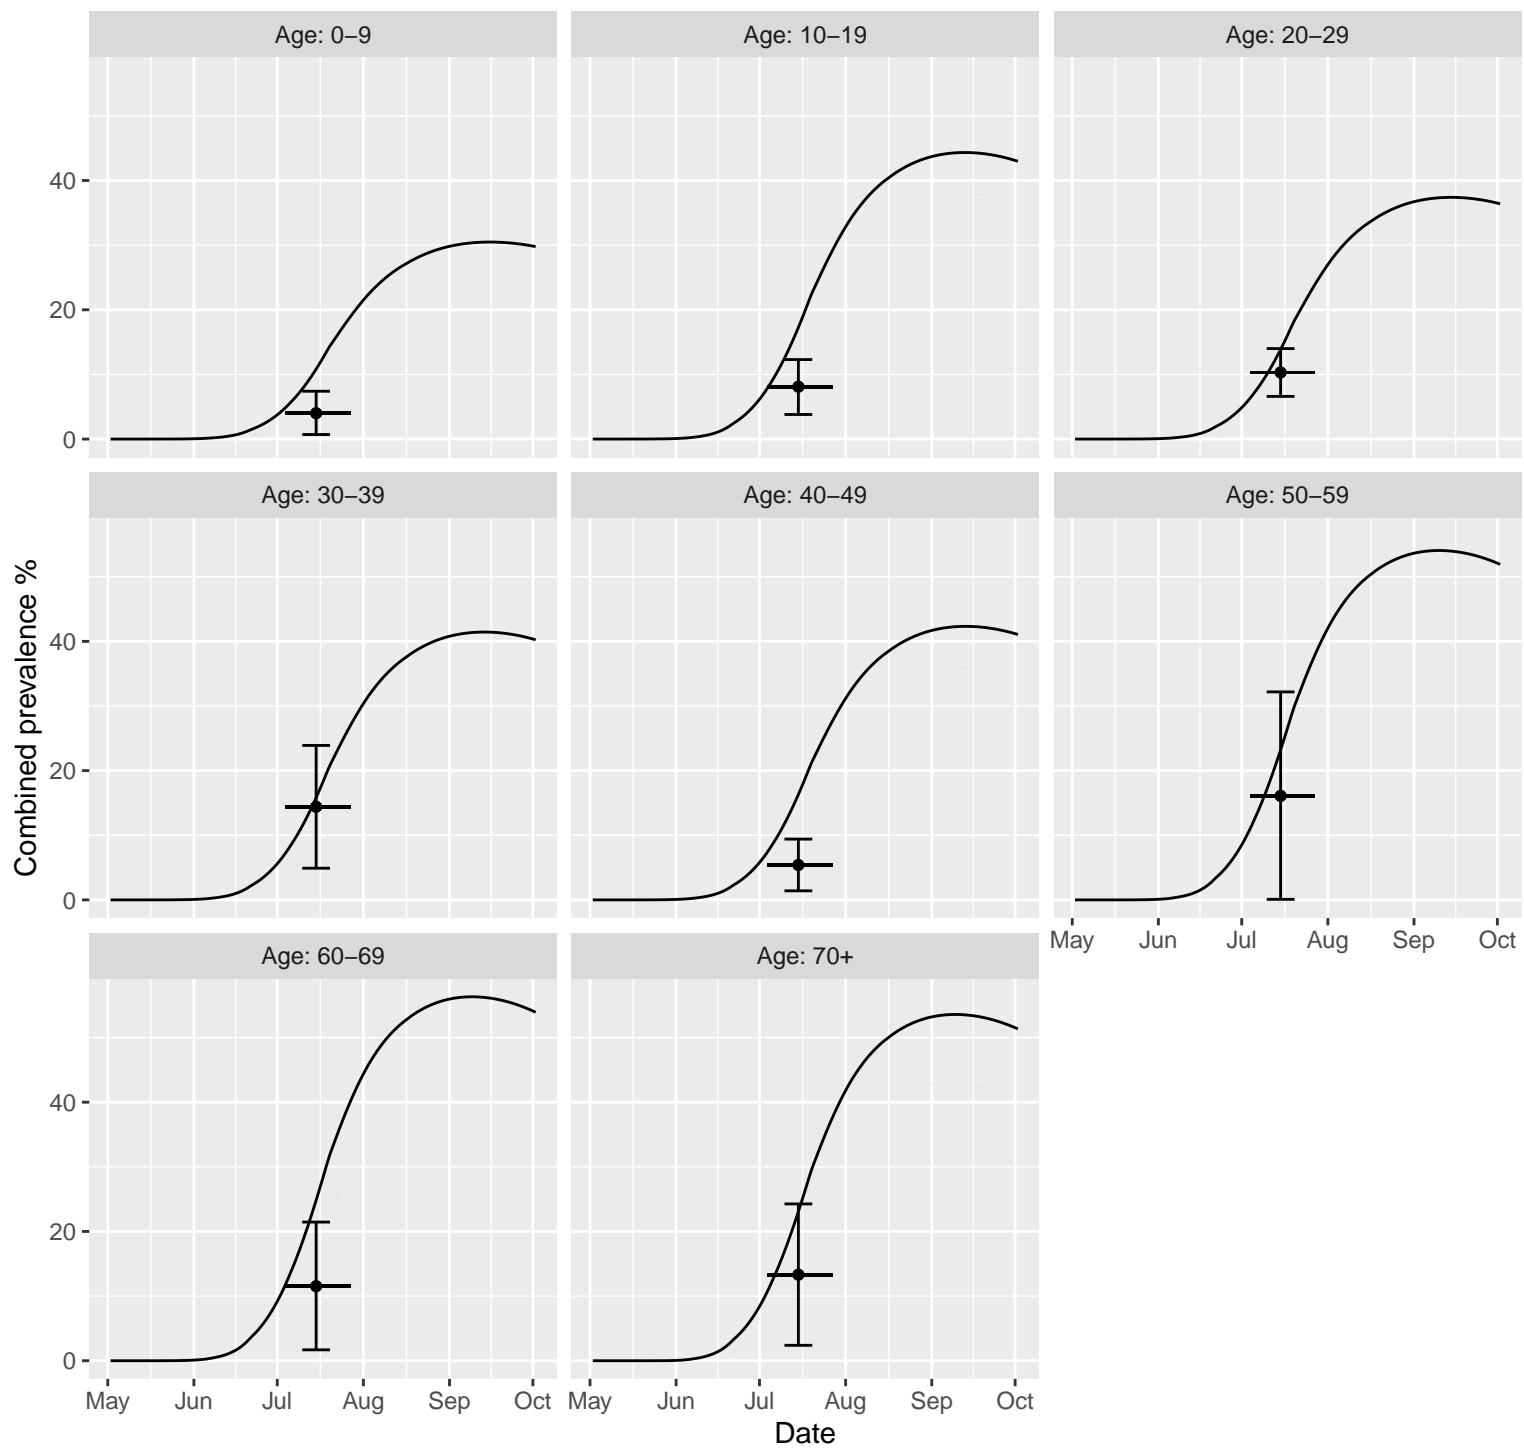 Age: 0–9
Age: 10–19
Age: 20–29
40
20
0
Age: 30–39
Age: 40–49
Age: 50–59
Combined prevalence %
40
20
0
May Jun Jul Aug Sep Oct
Age: 60–69
Age: 70+
40
20
0
May Jun Jul Aug Sep Oct
May Jun Jul Aug Sep Oct
Date